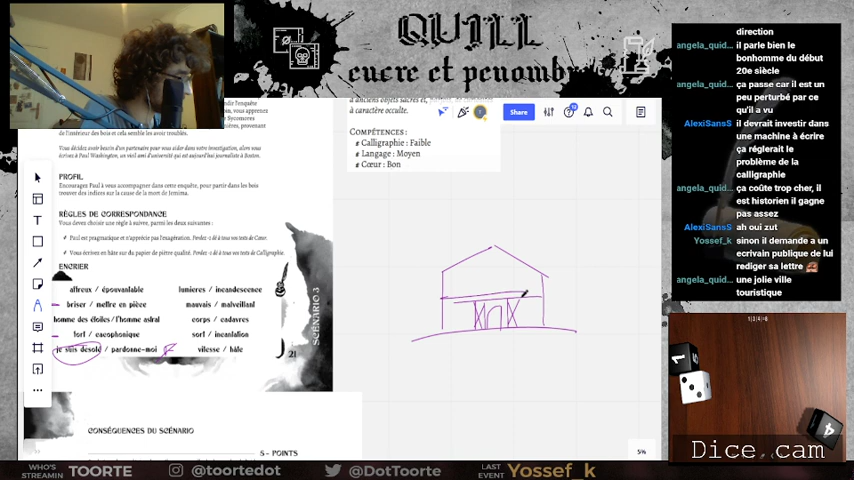 QUILL
encre et penomb
direction
angela_quid... il parle bien le
bonhomme du début
20e siècle
angela_quid... ça passe car il est un
peu perturbé par ce
qu'il a vu
AlexiSansS il devrait investir dans
une machine à écrire
ça règlerait le
problème de la
calligraphie
angela_quid... ça coûte trop cher, il
est historien il gagne
pas assez
AlexiSansS ah oui zut
Yossef_k sinon il demande a un
ecrivain publique de lui
rediger sa lettre
angela_quid... une jolie ville
touristique
à caractère occulte.
COMPÉTENCES :
Calligraphie : Faible
Langage : Moyen
Cœur : Bon
Share
de l'extérieur des bois et cela semble les avoir troublés.
Vous décidez avoir besoin d'un partenaire pour vous aider dans votre investigation, alors vous
écrivez à Paul Washington, un vieil ami d'université qui est aujourd'hui journaliste à Boston.
PROFIL
Encouragez Paul à vous accompagner dans cette enquête, pour partir dans les bois
trouver des indices sur la cause de la mort de Jemima.
RÈGLES DE CORRESPONDANCE
Vous devez choisir une règle à suivre, parmi les deux suivantes :
Paul est pragmatique et n'apprécie pas l'exagération. Perdez -1 dé à tous vos tests de Cœur.
Vous écrivez en hâte sur du papier de piètre qualité. Perdez -1 dé à tous vos tests de Calligraphie.
ENCRIER
affreux / épouvantable lumières / incandescence
briser / mettre en pièce mauvais / malveillant
homme des étoiles / l'homme astral corps / cadavres
fort / cacophonique sort / incantation
je suis désolé / pardonne-moi vitesse / hâte
21
SCÉNARIO 3
CONSÉQUENCES DU SCÉNARIO
5 - POINTS
5%
1|3|4|=8
1
4
Dice.cam
WHO'S
STREAMIN
TOORTE
@toortedot
@DotToorte
LAST
EVENT
Yossef_k